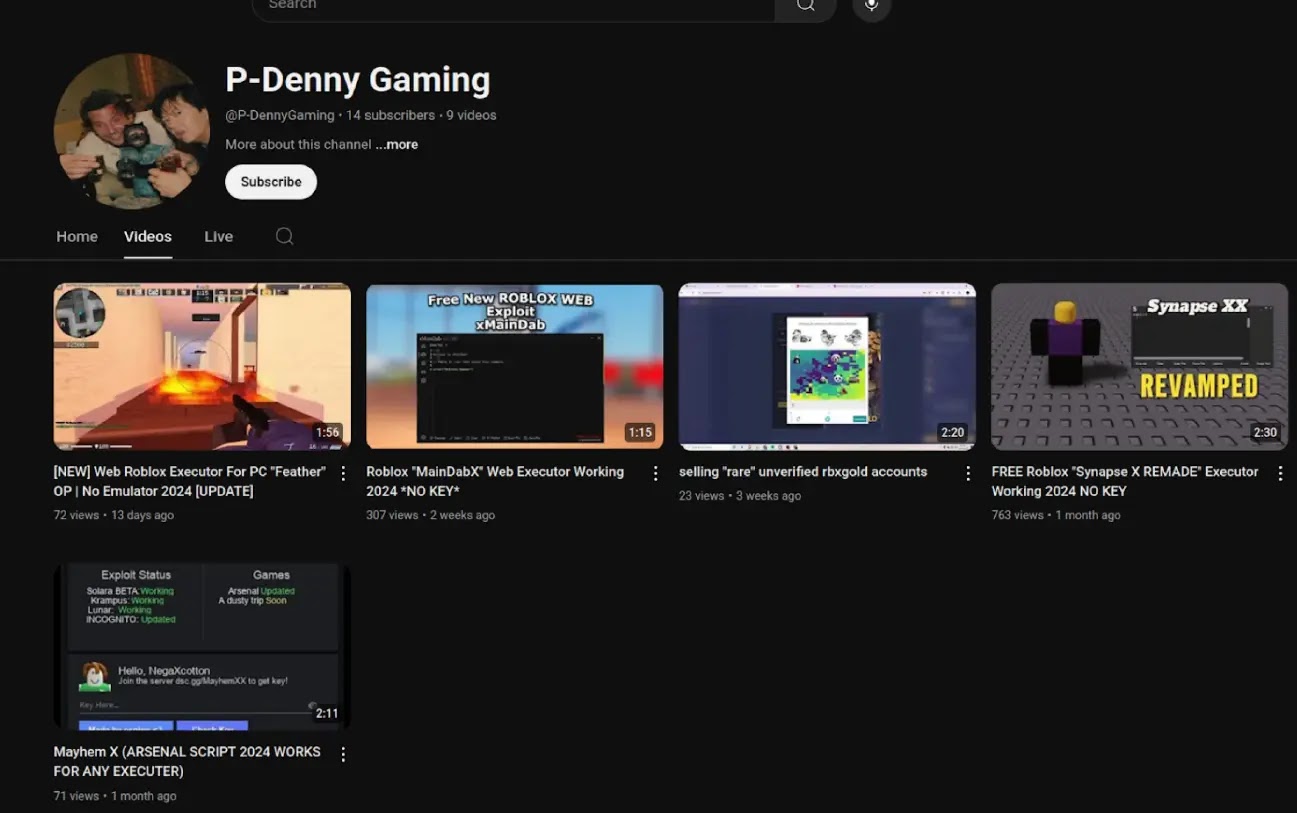 Search
P-Denny Gaming
@P-DennyGaming • 14 subscribers • 9 videos
More about this channel ...more
Subscribe
Home Videos Live
1:56
[NEW] Web Roblox Executor For PC "Feather"
OP | No Emulator 2024 [UPDATE]
72 views • 13 days ago
Free New ROBLOX WEB
Exploit
xMainDab
1:15
Roblox "MainDabX" Web Executor Working
2024 *NO KEY*
307 views • 2 weeks ago
2:20
selling "rare" unverified rbxgold accounts
23 views • 3 weeks ago
Synapse XX
REVAMPED
2:30
FREE Roblox "Synapse X REMADE" Executor
Working 2024 NO KEY
763 views • 1 month ago
Exploit Status Games
Solara BETA: Working Arsenal Updated
Krampus: Working A dusty trip Soon
Lunar: Working
INCOGNITO: Updated
Hello, NegaXcotton
Join the server dsc.gg/MayhemXX to get key!
Key Here...
Check Key
2:11
Mayhem X (ARSENAL SCRIPT 2024 WORKS
FOR ANY EXECUTER)
71 views • 1 month ago